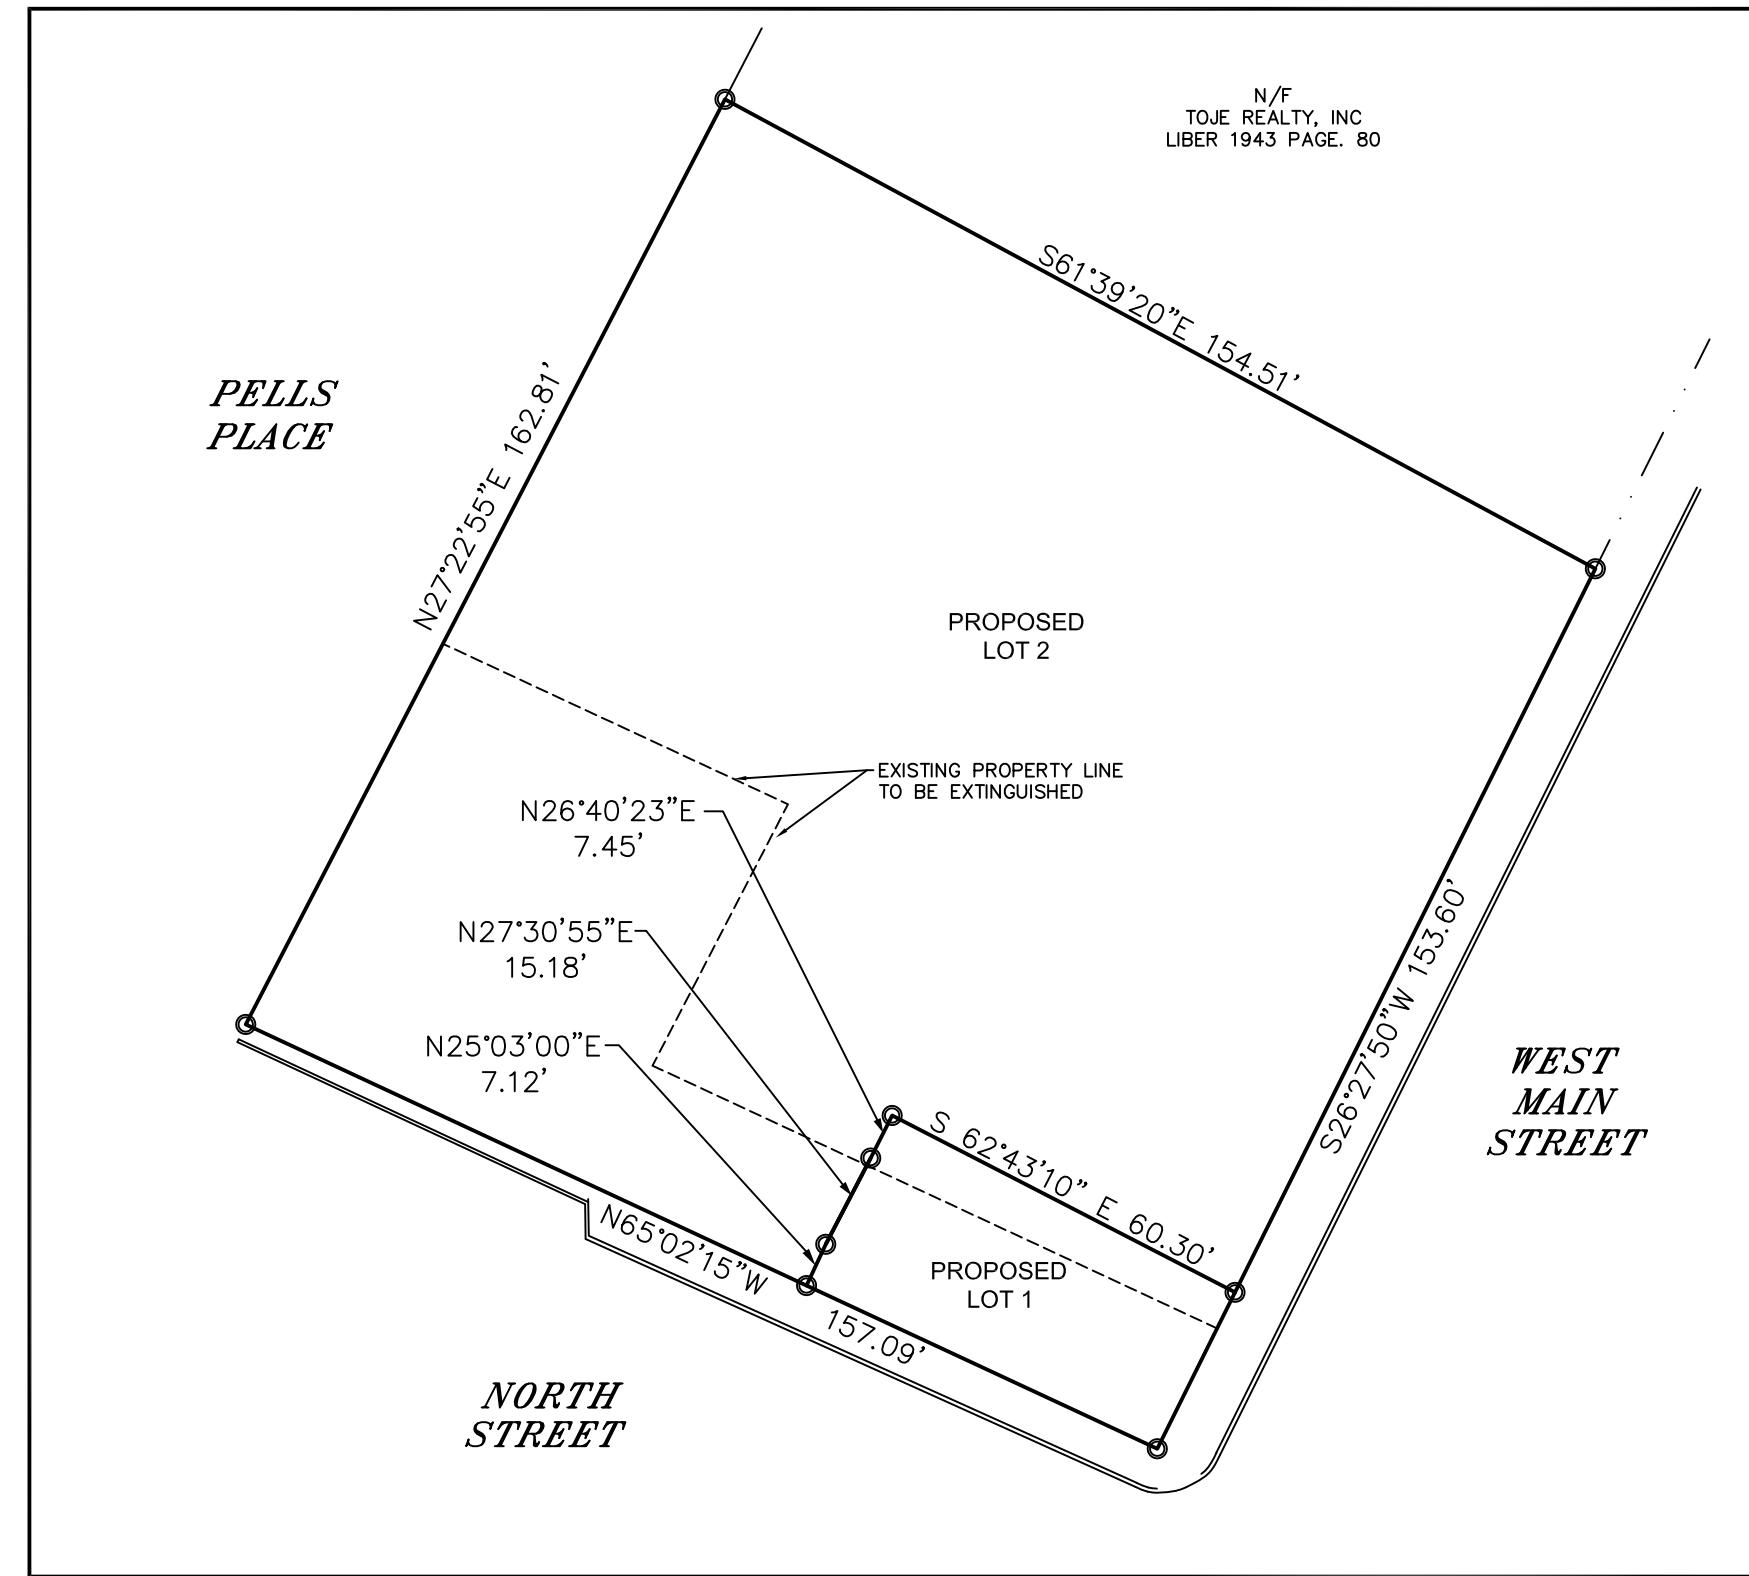 N/F
TOJE REALTY, INC
LIBER 1943 PAGE. 80
S61°39'20"E 154.51'
PELLS
PLACE
N27°22'55"E 162.81'
PROPOSED
LOT 2
EXISTING PROPERTY LINE
TO BE EXTINGUISHED
N26°40'23"E
7.45'
N27°30'55"E
15.18'
N25°03'00"E
7.12'
S26°27'50"W 153.60'
WEST
MAIN
STREET
S 62°43'10" E 60.30'
PROPOSED
LOT 1
N65°02'15"W
157.09'
NORTH
STREET